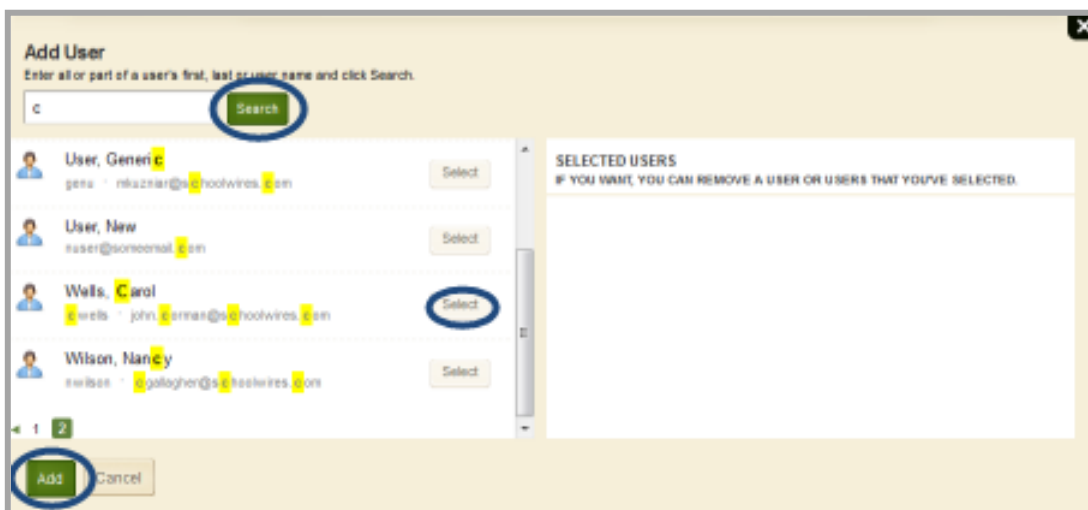 X
Add User
Enter all or part of a user's first, last or user name and click Search.
c
Search
User, Generic
genu · mkuzniar@schoolwires.com
Select
User, New
nuser@someemail.com
Select
Wells, Carol
cwells · john.corman@schoolwires.com
Select
Wilson, Nancy
nwilson · cgallagher@schoolwires.com
Select
1 2
SELECTED USERS
IF YOU WANT, YOU CAN REMOVE A USER OR USERS THAT YOU'VE SELECTED.
Add
Cancel